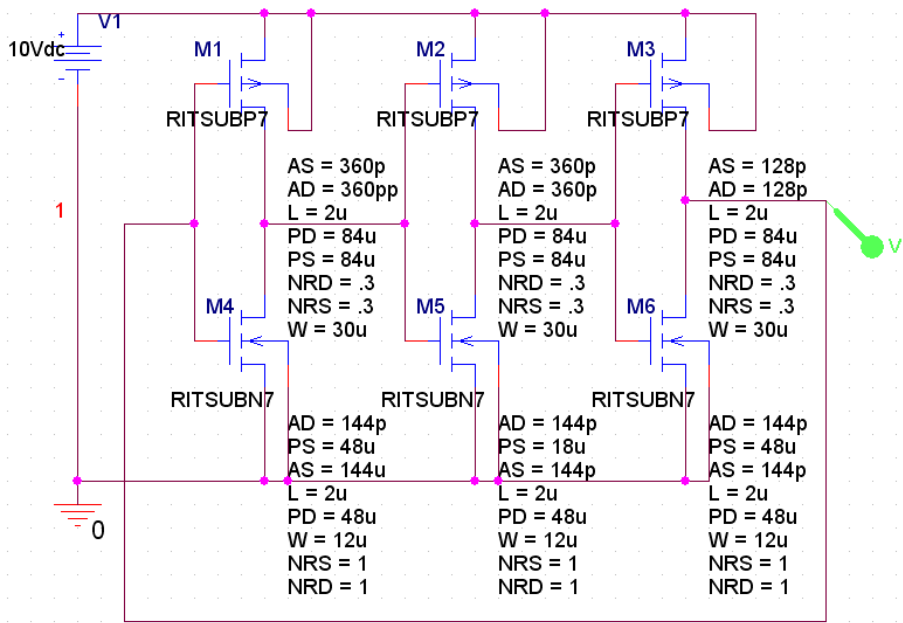 V1
+
10Vdc
-
M1
M2
M3
RITSUBP7
RITSUBP7
RITSUBP7
AS = 360p
AD = 360pp
L = 2u
PD = 84u
PS = 84u
NRD = .3
NRS = .3
W = 30u
AS = 360p
AD = 360p
L = 2u
PD = 84u
PS = 84u
NRD = .3
NRS = .3
W = 30u
AS = 128p
AD = 128p
L = 2u
PD = 84u
PS = 84u
NRD = .3
NRS = .3
W = 30u
1
V
M4
M5
M6
RITSUBN7
RITSUBN7
RITSUBN7
AD = 144p
PS = 48u
AS = 144u
L = 2u
PD = 48u
W = 12u
NRS = 1
NRD = 1
AD = 144p
PS = 18u
AS = 144p
L = 2u
PD = 48u
W = 12u
NRS = 1
NRD = 1
AD = 144p
PS = 48u
AS = 144p
L = 2u
PD = 48u
W = 12u
NRS = 1
NRD = 1
0